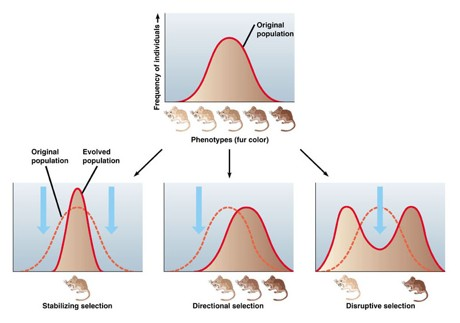 Frequency of individuals
Original
population
Phenotypes (fur color)
Original
population
Evolved
population
Stabilizing selection
Directional selection
Disruptive selection